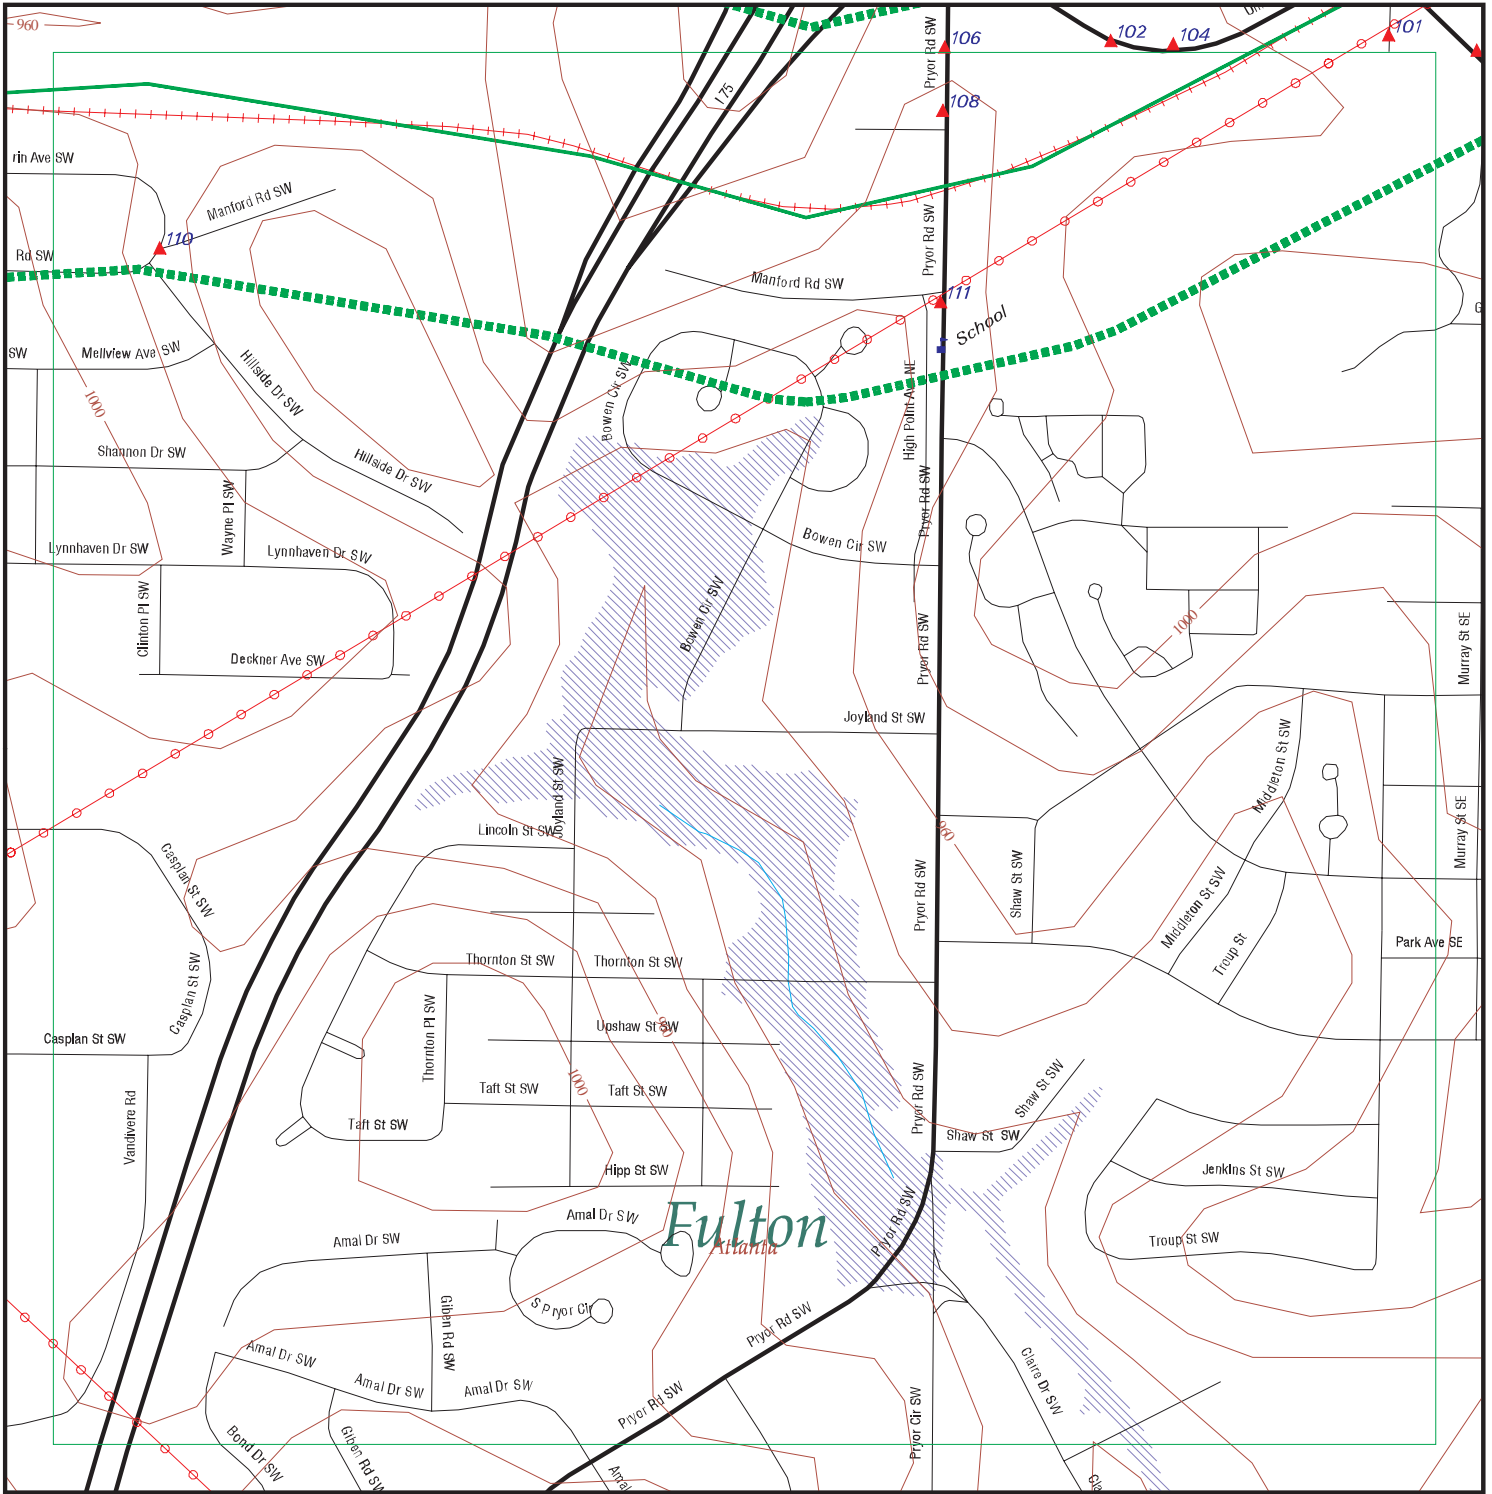 960
Pryor Rd SW
106
102
104
101
I 75
108
rin Ave SW
Manford Rd SW
110
Rd SW
Pryor Rd SW
Manford Rd SW
111
School
G
SW
Mellview Ave SW
Hillside Dr SW
1000
Bowen Cir SW
High Point Ave NE
Shannon Dr SW
Hillside Dr SW
Wayne Pl SW
Pryor Rd SW
Lynnhaven Dr SW
Lynnhaven Dr SW
Bowen Cir SW
Clinton Pl SW
Bowen Cir SW
1000
Murray St SE
Deckner Ave SW
Pryor Rd SW
Joyland St SW
Middleton St SW
Joyland St SW
Lincoln St SW
960
Murray St SE
Casplan St SW
Pryor Rd SW
Shaw St SW
Middleton St SW
Troup St
Park Ave SE
Thornton St SW
Thornton St SW
Casplan St SW
Thornton Pl SW
Upshaw St SW
980
Casplan St SW
1000
Taft St SW
Taft St SW
Pryor Rd SW
Shaw St SW
Vandivere Rd
Taft St SW
Shaw St SW
Hipp St SW
Jenkins St SW
Amal Dr SW
Fulton
Atlanta
Pryor Rd SW
Amal Dr SW
Troup St SW
S Pryor Cir
Giben Rd SW
Pryor Rd SW
Amal Dr SW
Amal Dr SW
Amal Dr SW
Claire Dr SW
Pryor Rd SW
Pryor Cir SW
Bond Dr SW
Giben Rd SW
Amal
Cla